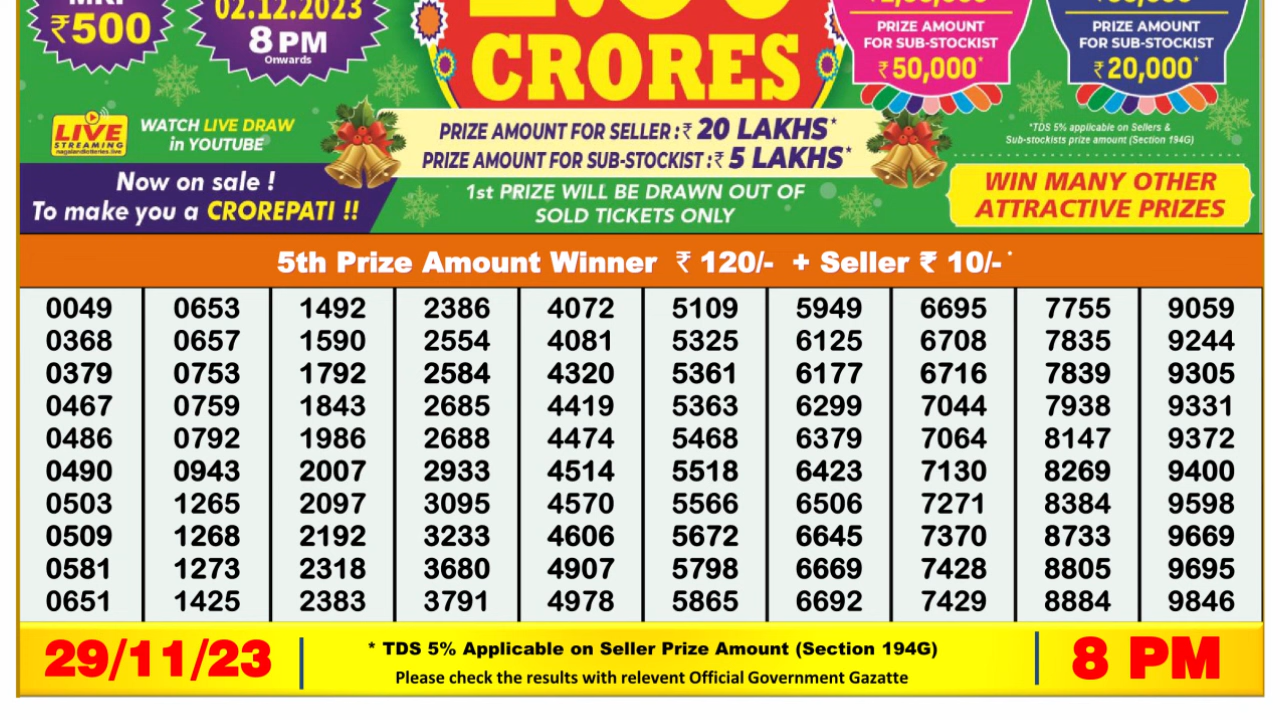 ₹500
02.12.2023
8 PM
Onwards
CRORES
PRIZE AMOUNT
FOR SUB-STOCKIST
₹ 50,000*
PRIZE AMOUNT
FOR SUB-STOCKIST
₹ 20,000*
LIVE
STREAMING
nagalandlotteries.live
WATCH LIVE DRAW
in YOUTUBE
PRIZE AMOUNT FOR SELLER :₹ 20 LAKHS*
PRIZE AMOUNT FOR SUB-STOCKIST :₹ 5 LAKHS*
*TDS 5% applicable on Sellers &
Sub-stockists prize amount (Section 194G)
Now on sale !
To make you a CROREPATI !!
1st PRIZE WILL BE DRAWN OUT OF
SOLD TICKETS ONLY
WIN MANY OTHER
ATTRACTIVE PRIZES
5th Prize Amount Winner ₹ 120/- + Seller ₹ 10/-*
0049 0653 1492 2386 4072 5109 5949 6695 7755 9059
0368 0657 1590 2554 4081 5325 6125 6708 7835 9244
0379 0753 1792 2584 4320 5361 6177 6716 7839 9305
0467 0759 1843 2685 4419 5363 6299 7044 7938 9331
0486 0792 1986 2688 4474 5468 6379 7064 8147 9372
0490 0943 2007 2933 4514 5518 6423 7130 8269 9400
0503 1265 2097 3095 4570 5566 6506 7271 8384 9598
0509 1268 2192 3233 4606 5672 6645 7370 8733 9669
0581 1273 2318 3680 4907 5798 6669 7428 8805 9695
0651 1425 2383 3791 4978 5865 6692 7429 8884 9846
29/11/23
* TDS 5% Applicable on Seller Prize Amount (Section 194G)
Please check the results with relevent Official Government Gazatte
8 PM